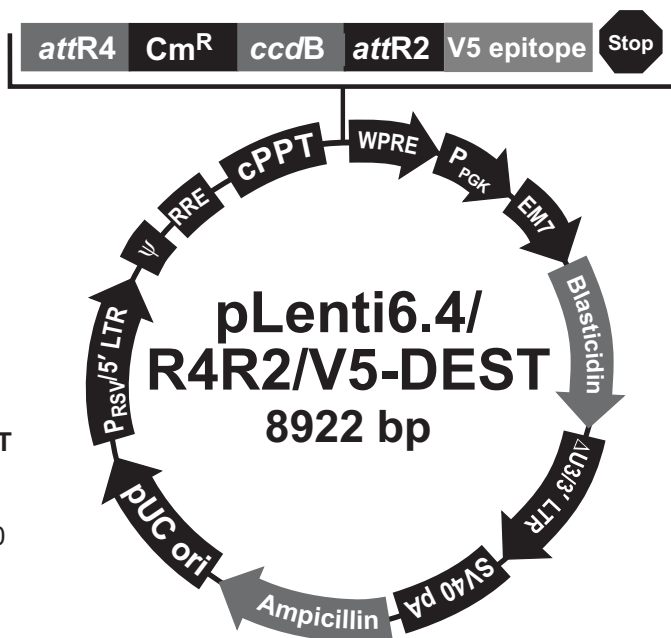 attR4 CmR ccdB attR2 V5 epitope Stop
cPPT
WPRE
PPGK
EM7
Blasticidin
ΔU3/3′ LTR
SV40 pA
Ampicillin
pUC ori
PRSV/5′ LTR
ψ
RRE
pLenti6.4/
R4R2/V5-DEST
8922 bp
T
0